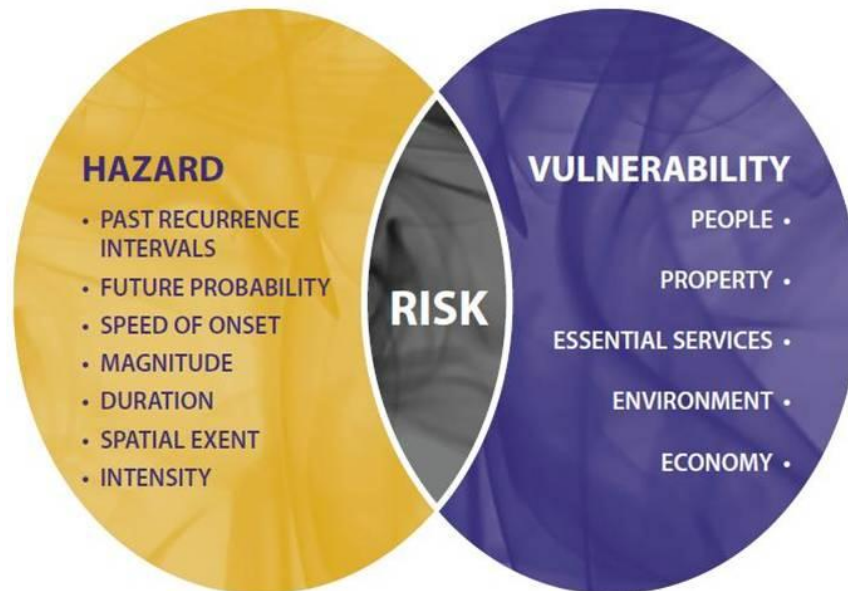 HAZARD
• PAST RECURRENCE
INTERVALS
• FUTURE PROBABILITY
• SPEED OF ONSET
• MAGNITUDE
• DURATION
• SPATIAL EXENT
• INTENSITY
RISK
VULNERABILITY
PEOPLE •
PROPERTY •
ESSENTIAL SERVICES •
ENVIRONMENT •
ECONOMY •